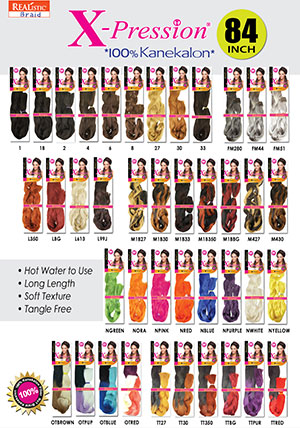 REAListic
Braid
X-Pression®
*100% Kanekalon*
84
INCH
1 1B 2 4 6 8 27 30 33 FM280 FM44 FM51
L350 LBG L613 L99J M1B27 M1B30 M1B33 M1B350 M1BBG M427 M430
• Hot Water to Use
• Long Length
• Soft Texture
• Tangle Free
NGREEN NORA NPINK NRED NBLUE NPURPLE NWHITE NYELLOW
100%
OTBROWN OTPUP OTBLUE OTRED TT27 TT30 TT350 TTBG TTPUR TTRED